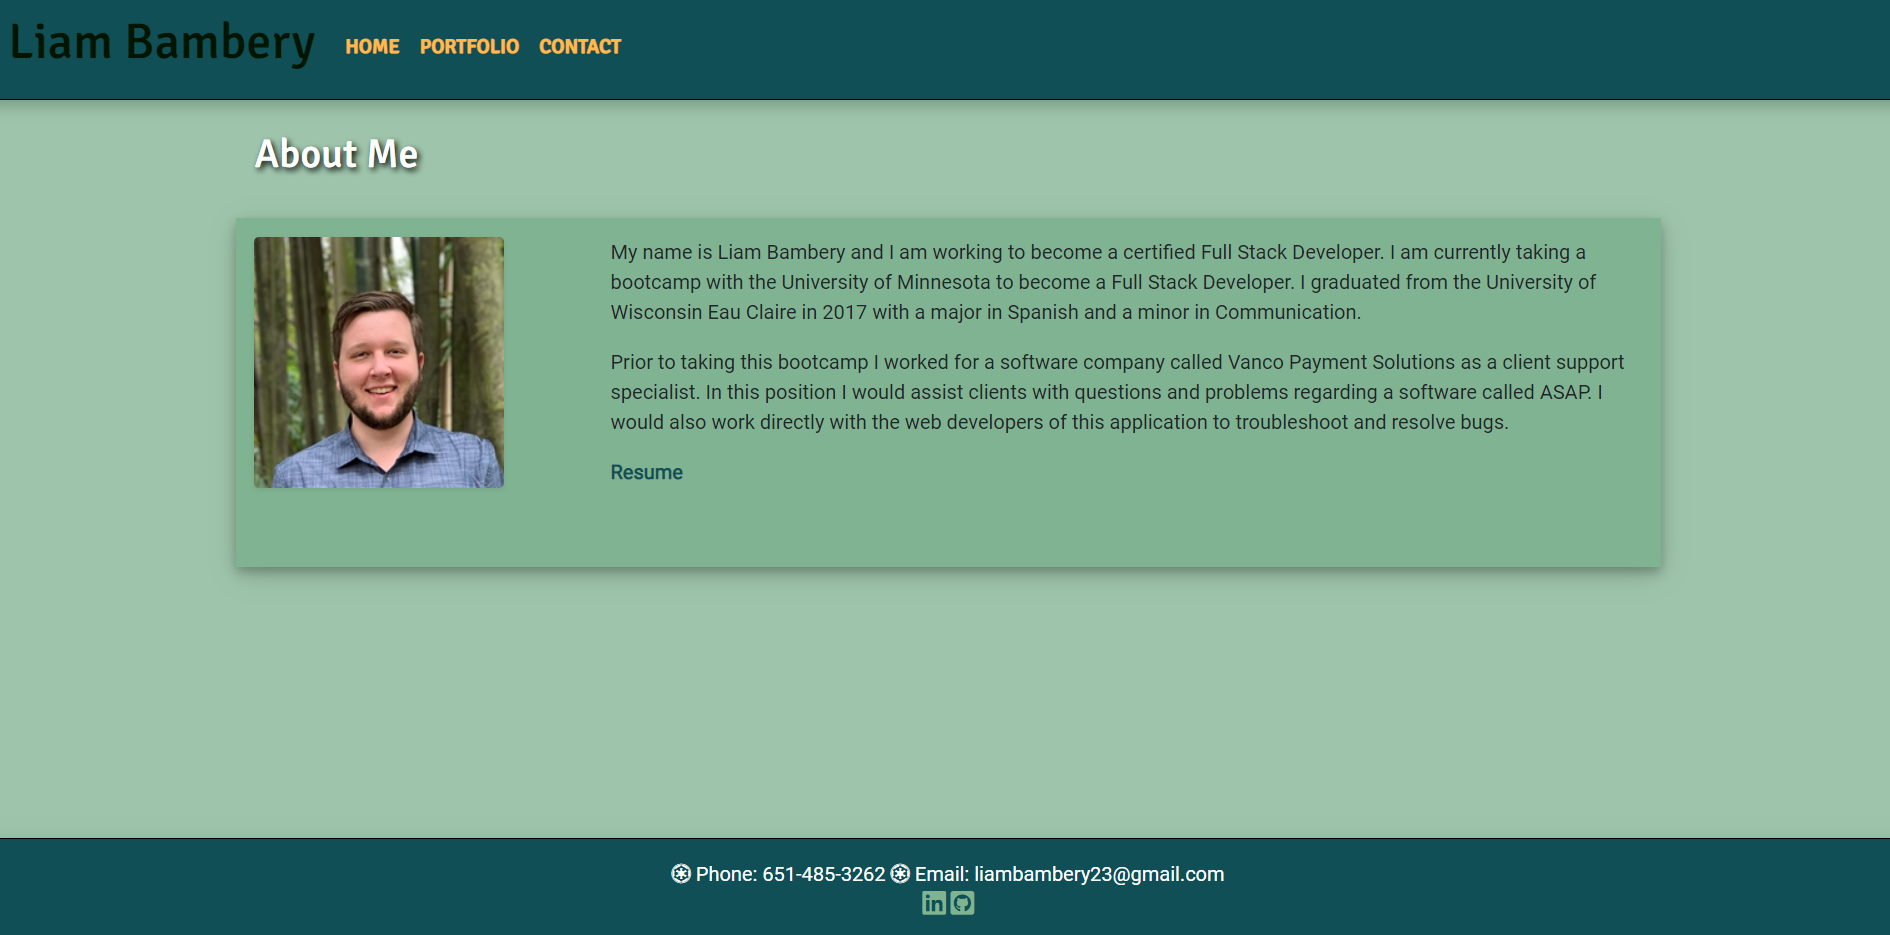 Liam Bambery HOME PORTFOLIO CONTACT
About Me
My name is Liam Bambery and I am working to become a certified Full Stack Developer. I am currently taking a
bootcamp with the University of Minnesota to become a Full Stack Developer. I graduated from the University of
Wisconsin Eau Claire in 2017 with a major in Spanish and a minor in Communication.
Prior to taking this bootcamp I worked for a software company called Vanco Payment Solutions as a client support
specialist. In this position I would assist clients with questions and problems regarding a software called ASAP. I
would also work directly with the web developers of this application to troubleshoot and resolve bugs.
Resume
Phone: 651-485-3262 Email: liambambery23@gmail.com
in